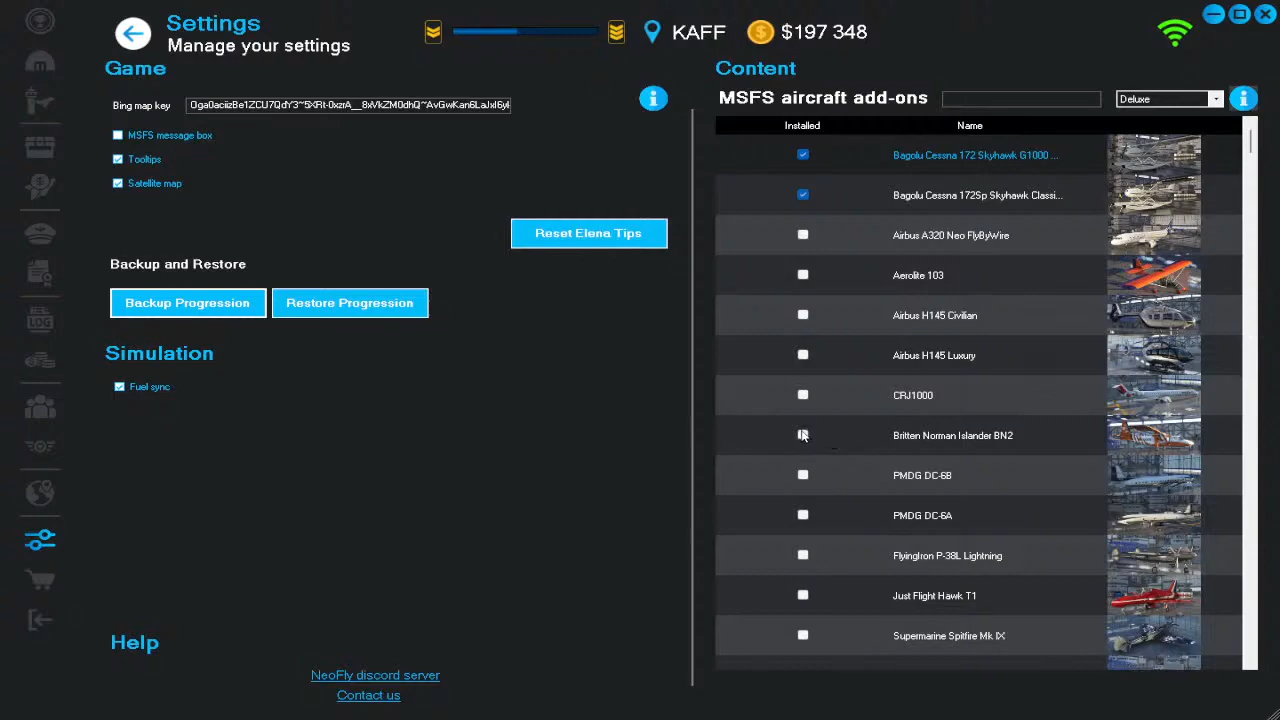 Settings
Manage your settings
KAFF
$197 348
Game
Content
MSFS aircraft add-ons
Deluxe
Bing map key
MSFS message box
Tooltips
Satellite map
Reset Elena Tips
Backup and Restore
Backup Progression
Restore Progression
Simulation
Fuel sync
Help
NeoFly discord server
Contact us
Installed
Name
Bagolu Cessna 172 Skyhawk G1000 ...
Bagolu Cessna 172Sp Skyhawk Classi...
Airbus A320 Neo FlyByWire
Aerolite 103
Airbus H145 Civilian
Airbus H145 Luxury
CRJ1000
Britten Norman Islander BN2
PMDG DC-6B
PMDG DC-6A
FlyingIron P-38L Lightning
Just Flight Hawk T1
Supermarine Spitfire Mk IX
LOG